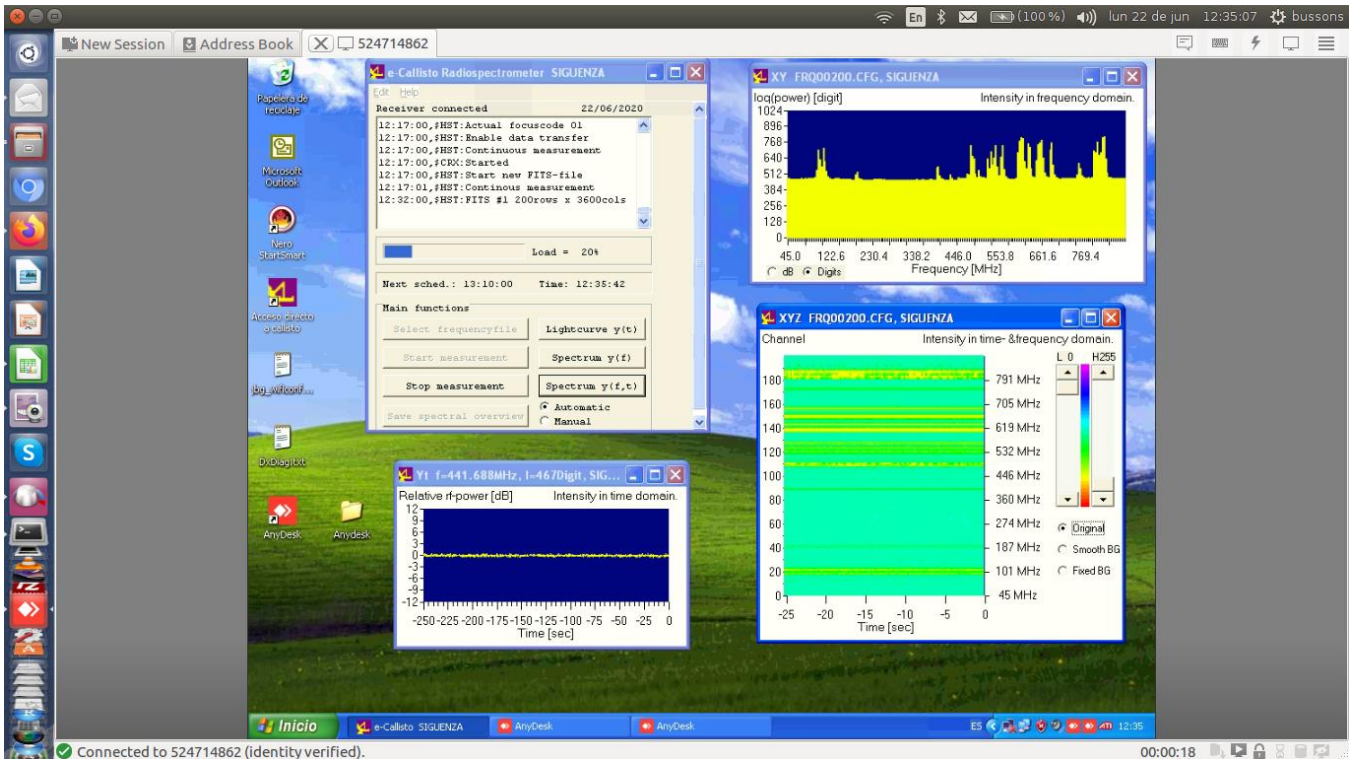 En
(100 %)
lun 22 de jun
12:35:07
bussons
New Session
Address Book
524714862
Papelera de
reciclaje
Microsoft
Outlook
Nero
StartSmart
Acceso directo
a callisto
DxDiag.txt
AnyDesk
Anydesk
e-Callisto Radiospectrometer SIGUENZA
Edit Help
Receiver connected 22/06/2020
12:17:00,$HST:Actual focuscode 01
12:17:00,$HST:Enable data transfer
12:17:00,$HST:Continuous measurement
12:17:00,$CRX:Started
12:17:00,$HST:Start new FITS-file
12:17:01,$HST:Continous measurement
12:32:00,$HST:FITS #1 200rows x 3600cols
Load = 20%
Next sched.: 13:10:00 Time: 12:35:42
Main functions
Select frequencyfile
Lightcurve y(t)
Start measurement
Spectrum y(f)
Stop measurement
Spectrum y(f,t)
Save spectral overview
Automatic
Manual
XY FRQ00200.CFG, SIGUENZA
log(power) [digit]
Intensity in frequency domain.
1024
896
768
640
512
384
256
128
0
45.0 122.6 230.4 338.2 446.0 553.8 661.6 769.4
dB Digits
Frequency [MHz]
XYZ FRQ00200.CFG, SIGUENZA
Channel
Intensity in time- &frequency domain.
L 0 H255
180
160
140
120
100
80
60
40
20
0
791 MHz
705 MHz
619 MHz
532 MHz
446 MHz
360 MHz
274 MHz
187 MHz
101 MHz
45 MHz
Original
Smooth BG
Fixed BG
-25 -20 -15 -10 -5 0
Time [sec]
Yt f=441.688MHz, I=467Digit, SIG...
Relative rf-power [dB]
Intensity in time domain.
12
9
6
3
0
-3
-6
-9
-12
-250 -225 -200 -175 -150 -125 -100 -75 -50 -25 0
Time [sec]
Inicio
e-Callisto SIGUENZA
AnyDesk
AnyDesk
ES
12:35
Connected to 524714862 (identity verified).
00:00:18